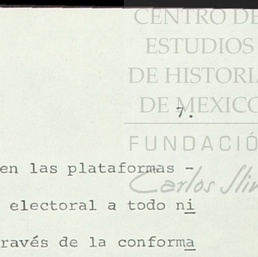 CENTRO DE
ESTUDIOS
DE HISTORIA
DE MEXICO
7.
FUNDACIÓ
Carlos Slim
en las plataformas -
electoral a todo ni
ravés de la conforma